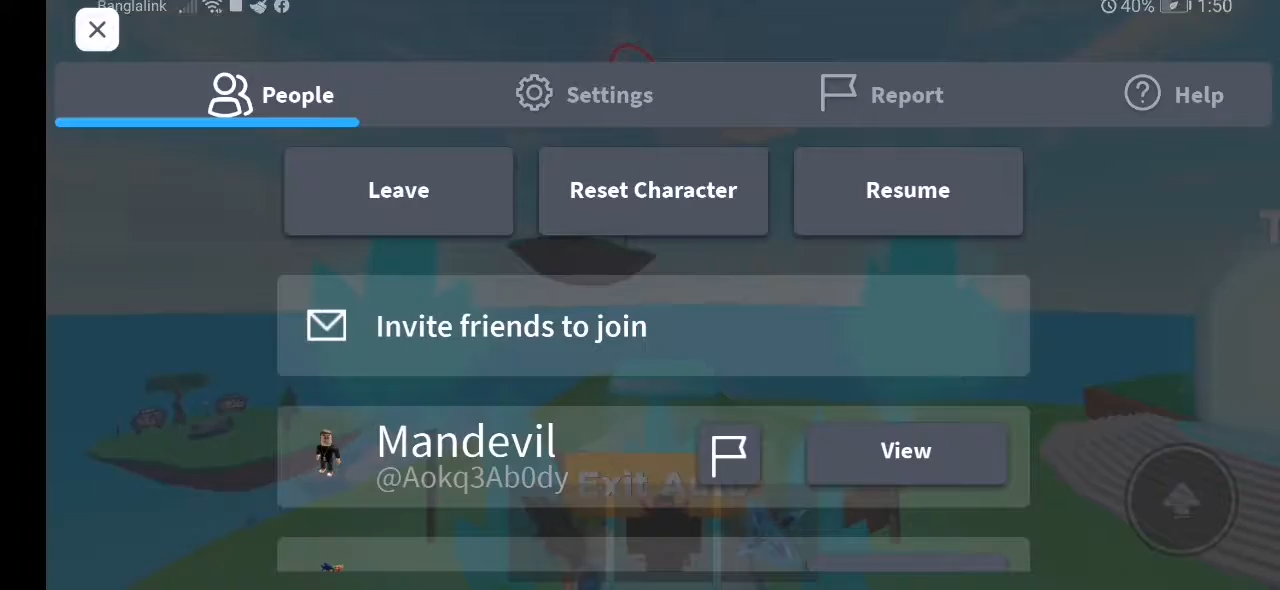 Banglalink 40% 1:50
People Settings Report Help
Leave Reset Character Resume
Invite friends to join
Mandevil
@Aokq3Ab0dy
View
Exit A